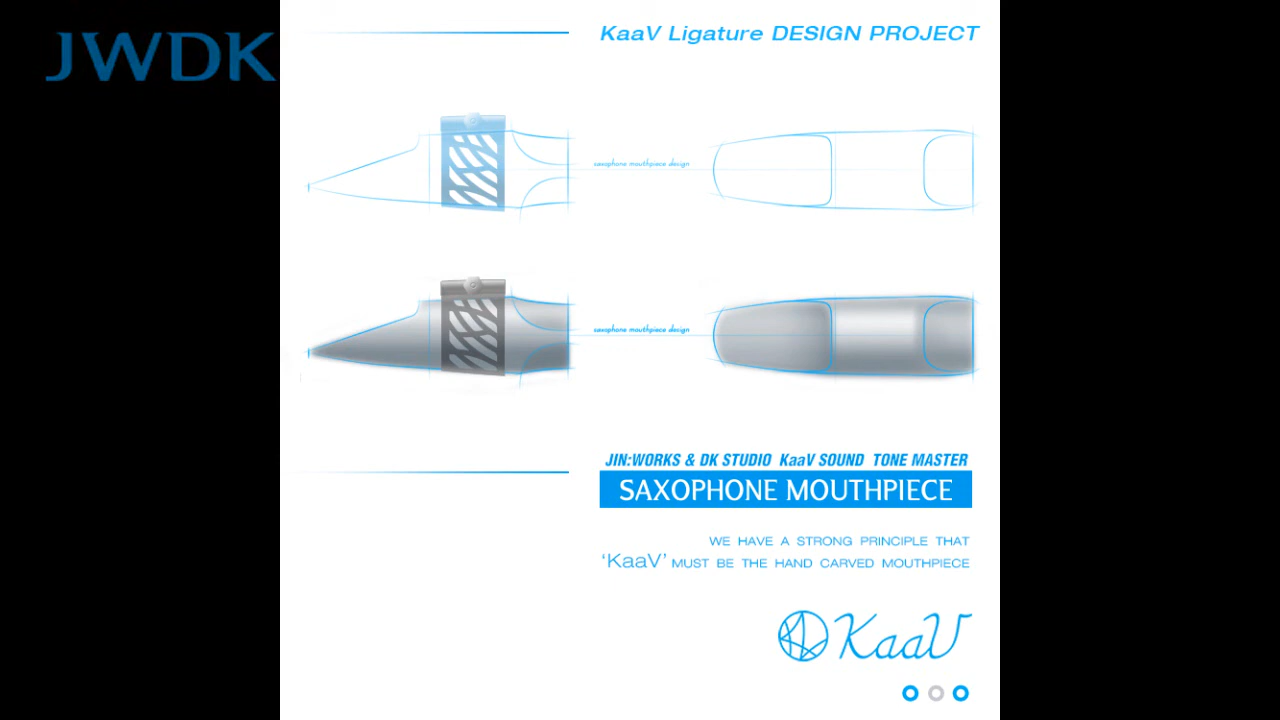 JWDK
KaaV Ligature DESIGN PROJECT
saxophone mouthpiece design
saxophone mouthpiece design
JIN:WORKS & DK STUDIO KaaV SOUND TONE MASTER
SAXOPHONE MOUTHPIECE
WE HAVE A STRONG PRINCIPLE THAT
‘KaaV’ MUST BE THE HAND CARVED MOUTHPIECE
KaaV